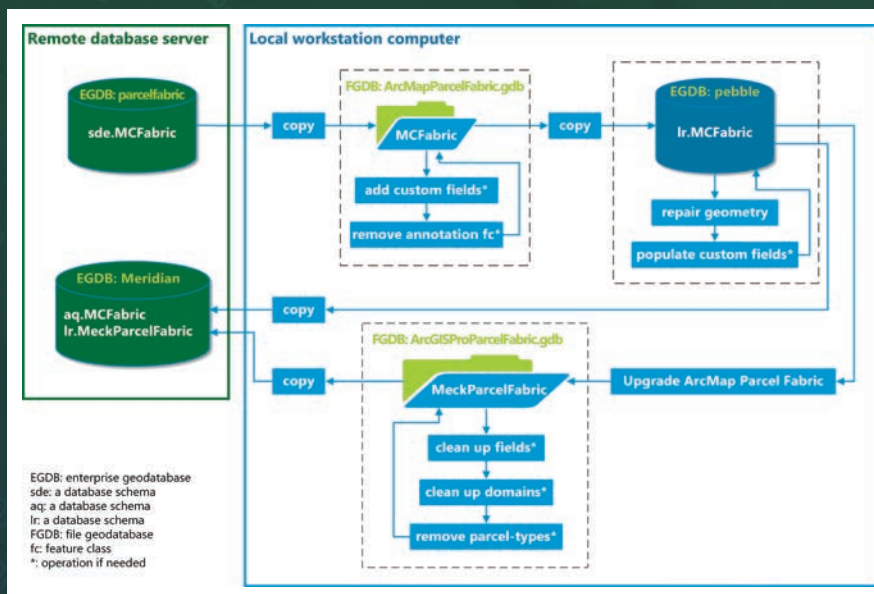 Remote database server
EGDB: parcelfabric
sde.MCFabric
EGDB: Meridian
aq.MCFabric
lr.MeckParcelFabric
Local workstation computer
copy
FGDB: ArcMapParcelFabric.gdb
MCFabric
add custom fields*
remove annotation fc*
copy
EGDB: pebble
lr.MCFabric
repair geometry
populate custom fields*
copy
copy
FGDB: ArcGISProParcelFabric.gdb
MeckParcelFabric
clean up fields*
clean up domains*
remove parcel-types*
Upgrade ArcMap Parcel Fabric
EGDB: enterprise geodatabase
sde: a database schema
aq: a database schema
lr: a database schema
FGDB: file geodatabase
fc: feature class
*: operation if needed